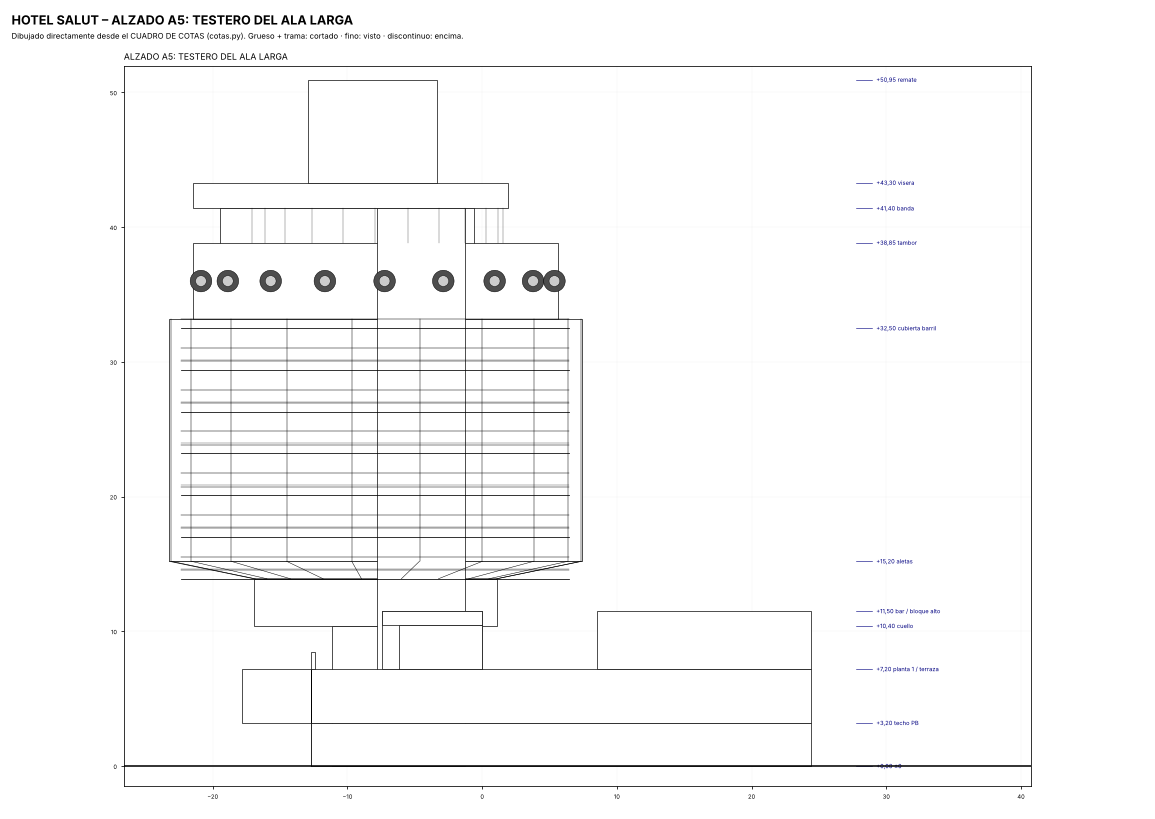 HOTEL SALUT – ALZADO A5: TESTERO DEL ALA LARGA
Dibujado directamente desde el CUADRO DE COTAS (cotas.py). Grueso + trama: cortado · fino: visto · discontinuo: encima.
ALZADO A5: TESTERO DEL ALA LARGA
+50,95 remate
50
+43,30 visera
+41,40 banda
40
+38,85 tambor
+32,50 cubierta barril
30
20
+15,20 aletas
+11,50 bar / bloque alto
+10,40 cuello
10
+7,20 planta 1 / terraza
+3,20 techo PB
0
−20
−10
0
10
20
30
40